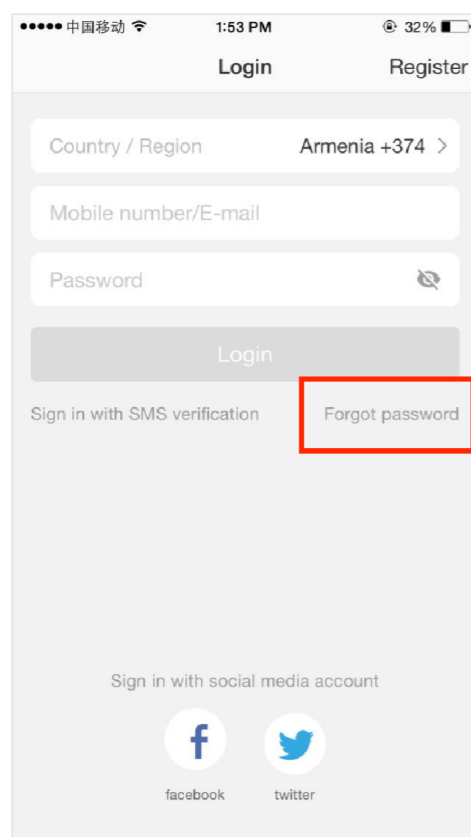 中国移动 1:53 PM 32%
Login Register
Country / Region Armenia +374
Mobile number/E-mail
Password
Login
Sign in with SMS verification Forgot password
Sign in with social media account
facebook twitter